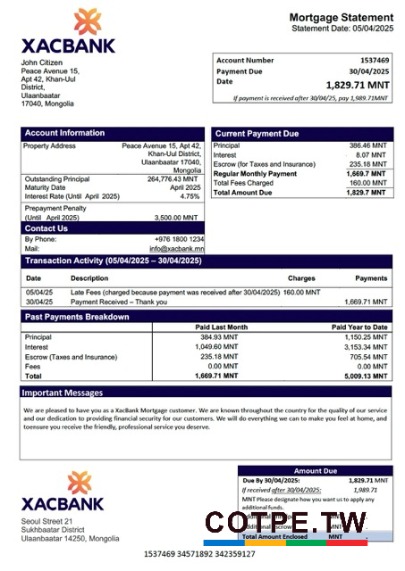 XACBANK
Mortgage Statement
Statement Date: 05/04/2025
John Citizen
Peace Avenue 15,
Apt 42, Khan-Uul
District,
Ulaanbaatar
17040, Mongolia
Account Number 1537469
Payment Due 30/04/2025
Date
1,829.71 MNT
If payment is received after 30/04/25, pay 1,989.71MNT
Account Information
Property Address Peace Avenue 15, Apt 42,
Khan-Uul District,
Ulaanbaatar 17040,
Mongolia
Outstanding Principal 264,776.43 MNT
Maturity Date April 2025
Interest Rate (Until April 2025) 4.75%
Prepayment Penalty
(Until April 2025) 3,500.00 MNT
Contact Us
By Phone: +976 1800 1234
Mail: info@xacbank.mn
Current Payment Due
Principal 386.46 MNT
Interest 8.07 MNT
Escrow (for Taxes and Insurance) 235.18 MNT
Regular Monthly Payment 1,669.7 MNT
Total Fees Charged 160.00 MNT
Total Amount Due 1,829.7 MNT
Transaction Activity (05/04/2025 – 30/04/2025)
Date Description Charges Payments
05/04/25 Late Fees (charged because payment was received after 30/04/2025) 160.00 MNT
30/04/25 Payment Received – Thank you 1,669.71 MNT
Past Payments Breakdown
Paid Last Month Paid Year to Date
Principal 384.93 MNT 1,150.25 MNT
Interest 1,049.60 MNT 3,153.34 MNT
Escrow (Taxes and Insurance) 235.18 MNT 705.54 MNT
Fees 0.00 MNT 0.00 MNT
Total 1,669.71 MNT 5,009.13 MNT
Important Messages
We are pleased to have you as a XacBank Mortgage customer. We are known throughout the country for the quality of our service
and our dedication to providing financial security for our customers. We will do everything we can to make you feel at home, and
toensure you receive the friendly, professional service you deserve.
XACBANK
Seoul Street 21
Sukhbaatar District
Ulaanbaatar 14250, Mongolia
Amount Due
Due By 30/04/2025: 1,829.71 MNT
If received after 30/04/2025: 1,989.71
MNT Please designate how you want us to apply any
additional funds.
COTPE.TW
Total Amount Enclosed MNT
1537469 34571892 342359127